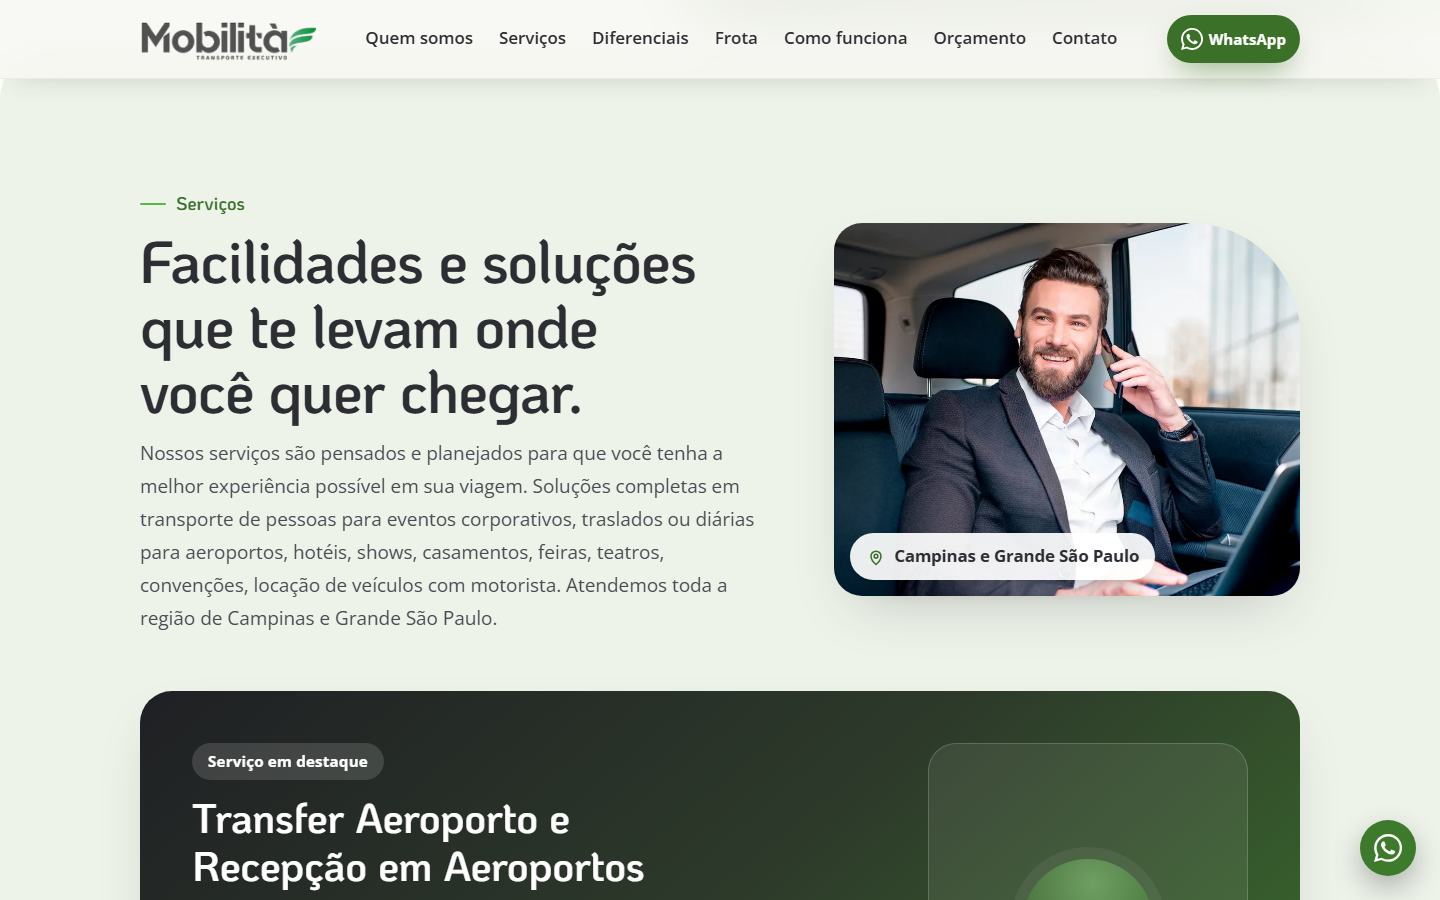 Mobilità
TRANSPORTE EXECUTIVO
Quem somos
Serviços
Diferenciais
Frota
Como funciona
Orçamento
Contato
WhatsApp
Serviços
Facilidades e soluções
que te levam onde
você quer chegar.
Nossos serviços são pensados e planejados para que você tenha a
melhor experiência possível em sua viagem. Soluções completas em
transporte de pessoas para eventos corporativos, traslados ou diárias
para aeroportos, hotéis, shows, casamentos, feiras, teatros,
convenções, locação de veículos com motorista. Atendemos toda a
região de Campinas e Grande São Paulo.
Campinas e Grande São Paulo
Serviço em destaque
Transfer Aeroporto e
Recepção em Aeroportos